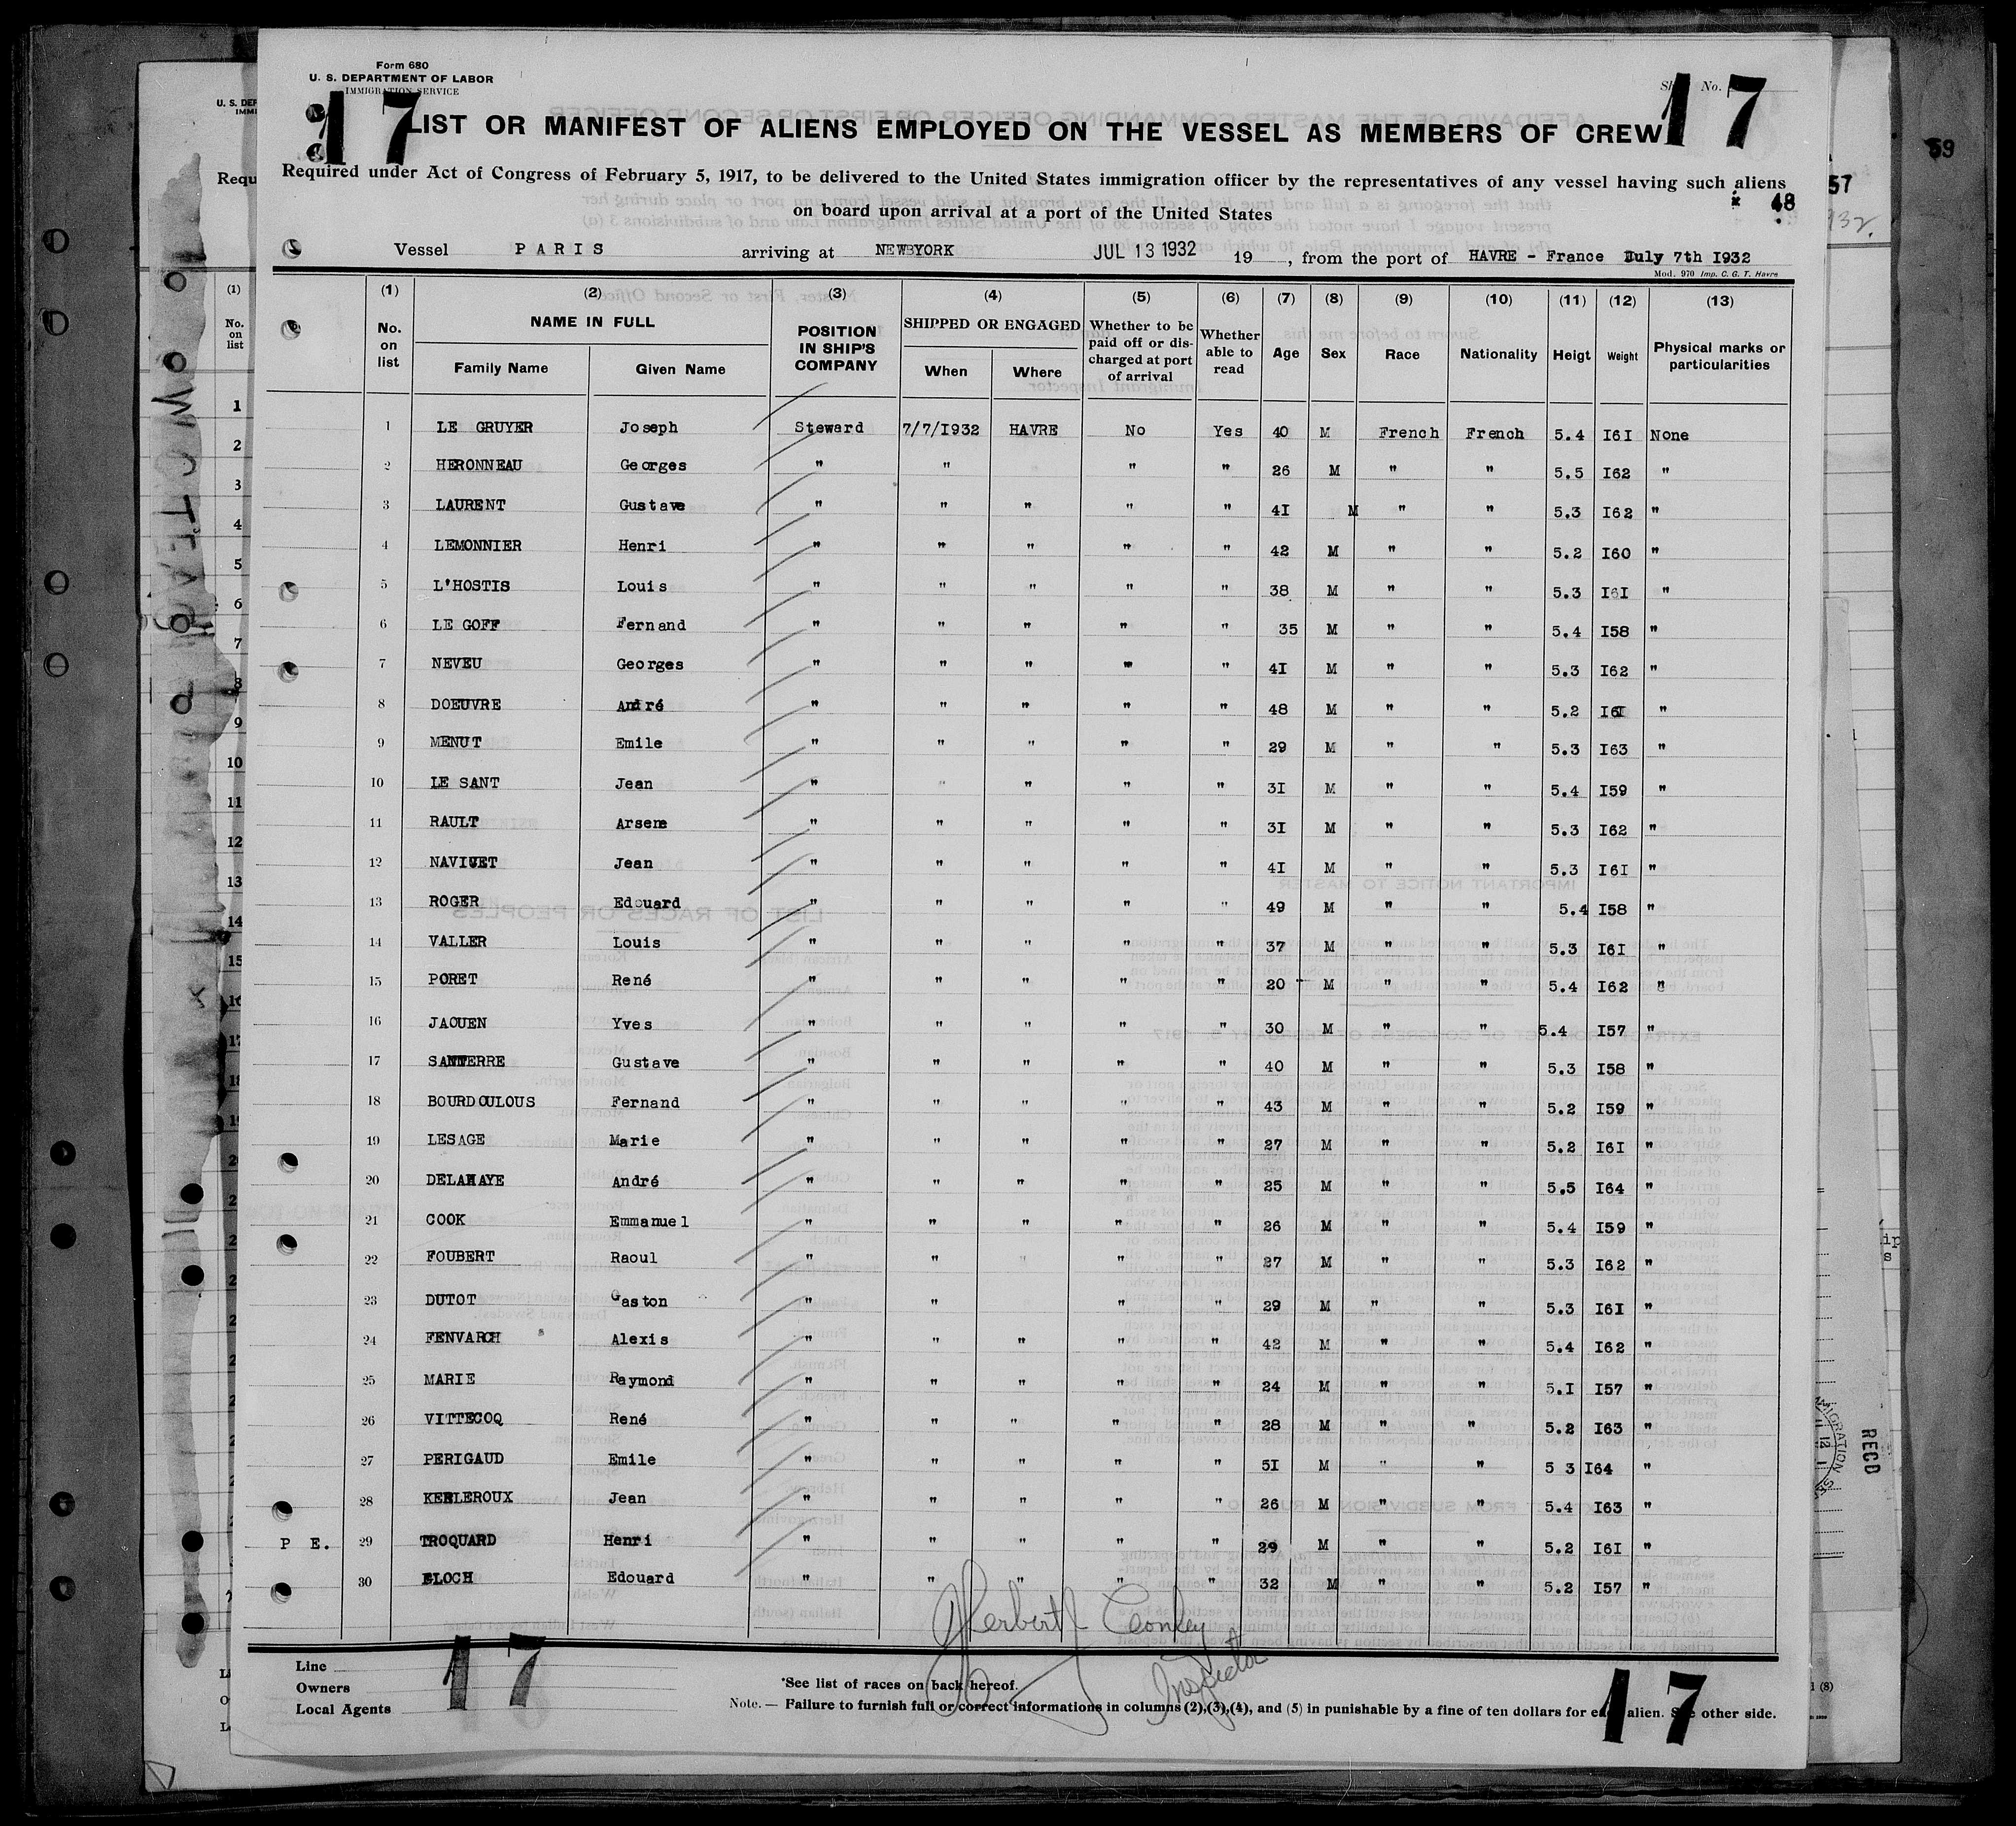 Form 680
U. S. DEPARTMENT OF LABOR
IMMIGRATION SERVICE
17
17
LIST OR MANIFEST OF ALIENS EMPLOYED ON THE VESSEL AS MEMBERS OF CREW
Required under Act of Congress of February 5, 1917, to be delivered to the United States immigration officer by the representatives of any vessel having such aliens
on board upon arrival at a port of the United States
48
Vessel PARIS arriving at NEWBYORK JUL 13 1932 19 , from the port of HAVRE - France July 7th I932
Mod. 970 Imp. C. G. T. Havre
(1) (2) (3) (4) (5) (6) (7) (8) (9) (10) (11) (12) (13)
No. on list NAME IN FULL Family Name Given Name POSITION IN SHIP'S COMPANY SHIPPED OR ENGAGED When Where Whether to be paid off or discharged at port of arrival Whether able to read Age Sex Race Nationality Heigt Weight Physical marks or particularities
1 LE GRUYER Joseph Steward 7/7/I932 HAVRE No Yes 40 M French French 5.4 I6I None
2 HERONNEAU Georges " " " " 26 M " " 5.5 I62 "
3 LAURENT Gustave " " " " " 4I M " " 5.3 I62 "
4 LEMONNIER Henri " " " " " 42 M " " 5.2 I60 "
5 L'HOSTIS Louis " " " " " 38 M " " 5.3 I6I "
6 LE GOFF Fernand " " " " " 35 M " " 5.4 I58 "
7 NEVEU Georges " " " " " 4I M " " 5.3 I62 "
8 DOEUVRE André " " " " " 48 M " " 5.2 I6I "
9 MENUT Emile " " " " " 29 M " " 5.3 I63 "
10 LE SANT Jean " " " " " 3I M " " 5.4 I59 "
11 RAULT Arsene " " " " " 3I M " " 5.3 I62 "
12 Jean " " " " " 4I M " " 5.3 I6I "
13 ROGER Edouard " " " " " 49 M " " 5.4 I58 "
14 VALLER Louis " " " " " 37 M " " 5.3 I6I "
15 PORET René " " " " " 20 M " " 5.4 I62 "
16 JAOUEN Yves " " " " " 30 M " " 5.4 I57 "
17 SANTERRE Gustave " " " " " 40 M " " 5.3 I58 "
18 BOURDOULOUS Fernand " " " " " 43 M " " 5.2 I59 "
19 LESAGE Marie " " " " " 27 M " " 5.2 I6I "
20 DELAHAYE André " " " " " 25 M " " 5.5 I64 "
21 COOK Emmanuel " " " " " 26 M " " 5.4 I59 "
22 FOUBERT Raoul " " " " " 27 M " " 5.3 I62 "
23 DUTOT Gaston " " " " 29 M " " 5.3 I6I "
24 FENVARCH Alexis " " " " " 42 M " " 5.4 I62 "
25 MARIE Raymond " " " " " 24 M " " 5.I I57 "
26 VITTECOQ René " " " " " 28 M " " 5.2 I63 "
27 PERIGAUD Emile " " " " " 5I M " " 5 3 I64 "
28 KERLEROUX Jean " " " " " 26 M " " 5.4 I63 "
P E. 29 TROQUARD Henri " " " " " 29 M " " 5.2 I6I "
30 BLOCH Edouard " " " " " 32 M " " 5.2 I57 "
Herbert J Conley
Inspector
Line
Owners
Local Agents
17
*See list of races on back hereof.
Note. — Failure to furnish full or correct informations in columns (2),(3),(4), and (5) in punishable by a fine of ten dollars for each alien. See other side.
17